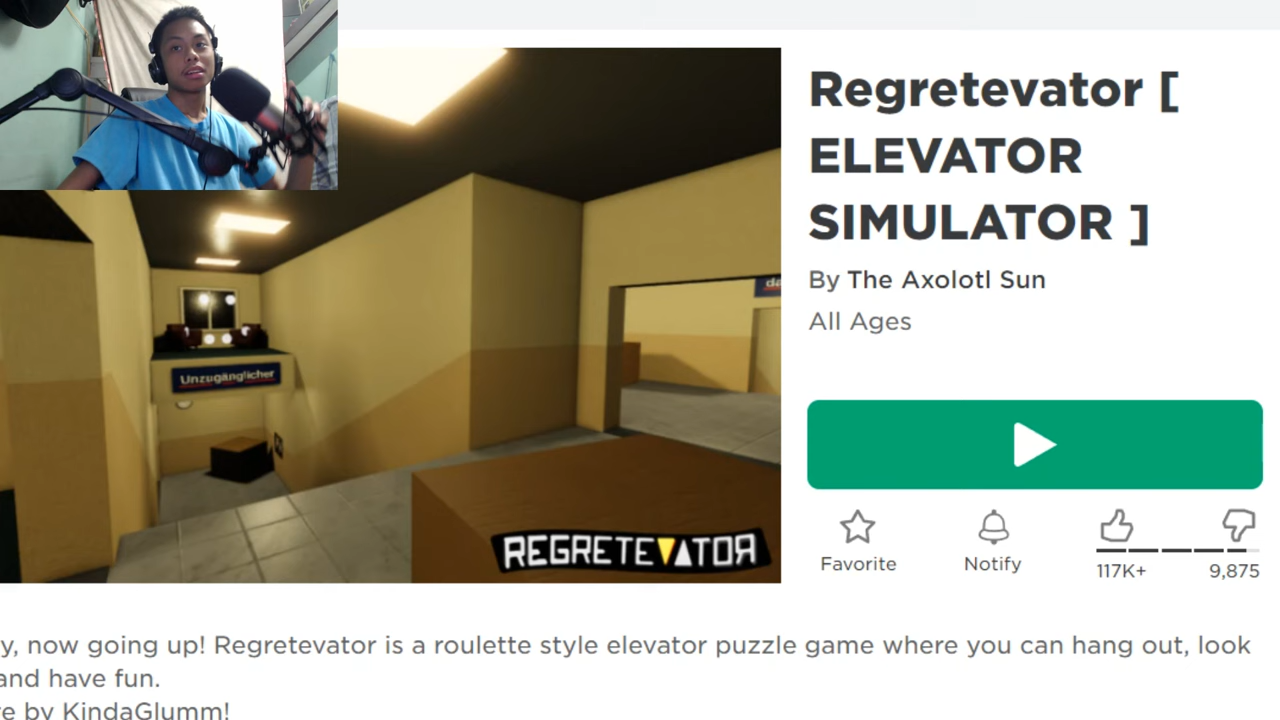 Regretevator [
ELEVATOR
SIMULATOR ]
By The Axolotl Sun
All Ages
Unzugänglicher
REGRETEVATOR
Favorite
Notify
117K+
9,875
y, now going up! Regretevator is a roulette style elevator puzzle game where you can hang out, look
and have fun.
re by KindaGlumm!